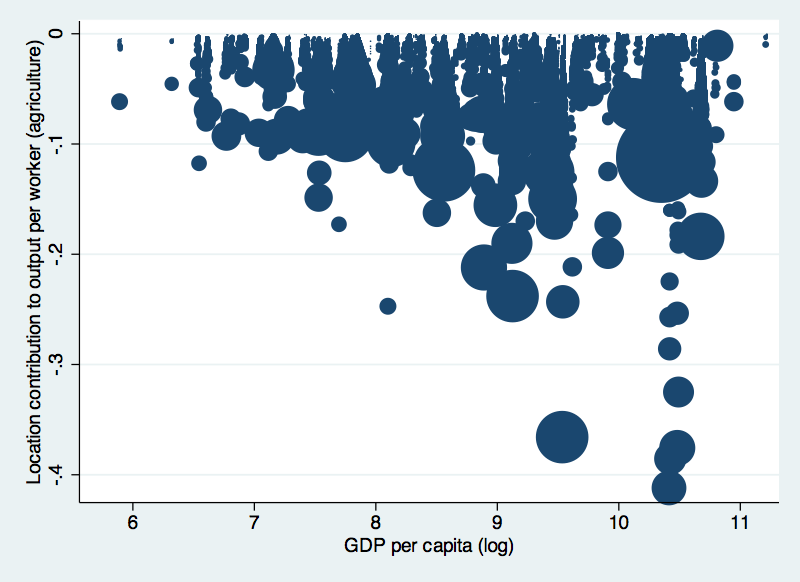 Location contribution to output per worker (agriculture)
0
-.1
-.2
-.3
-.4
6 7 8 9 10 11
GDP per capita (log)